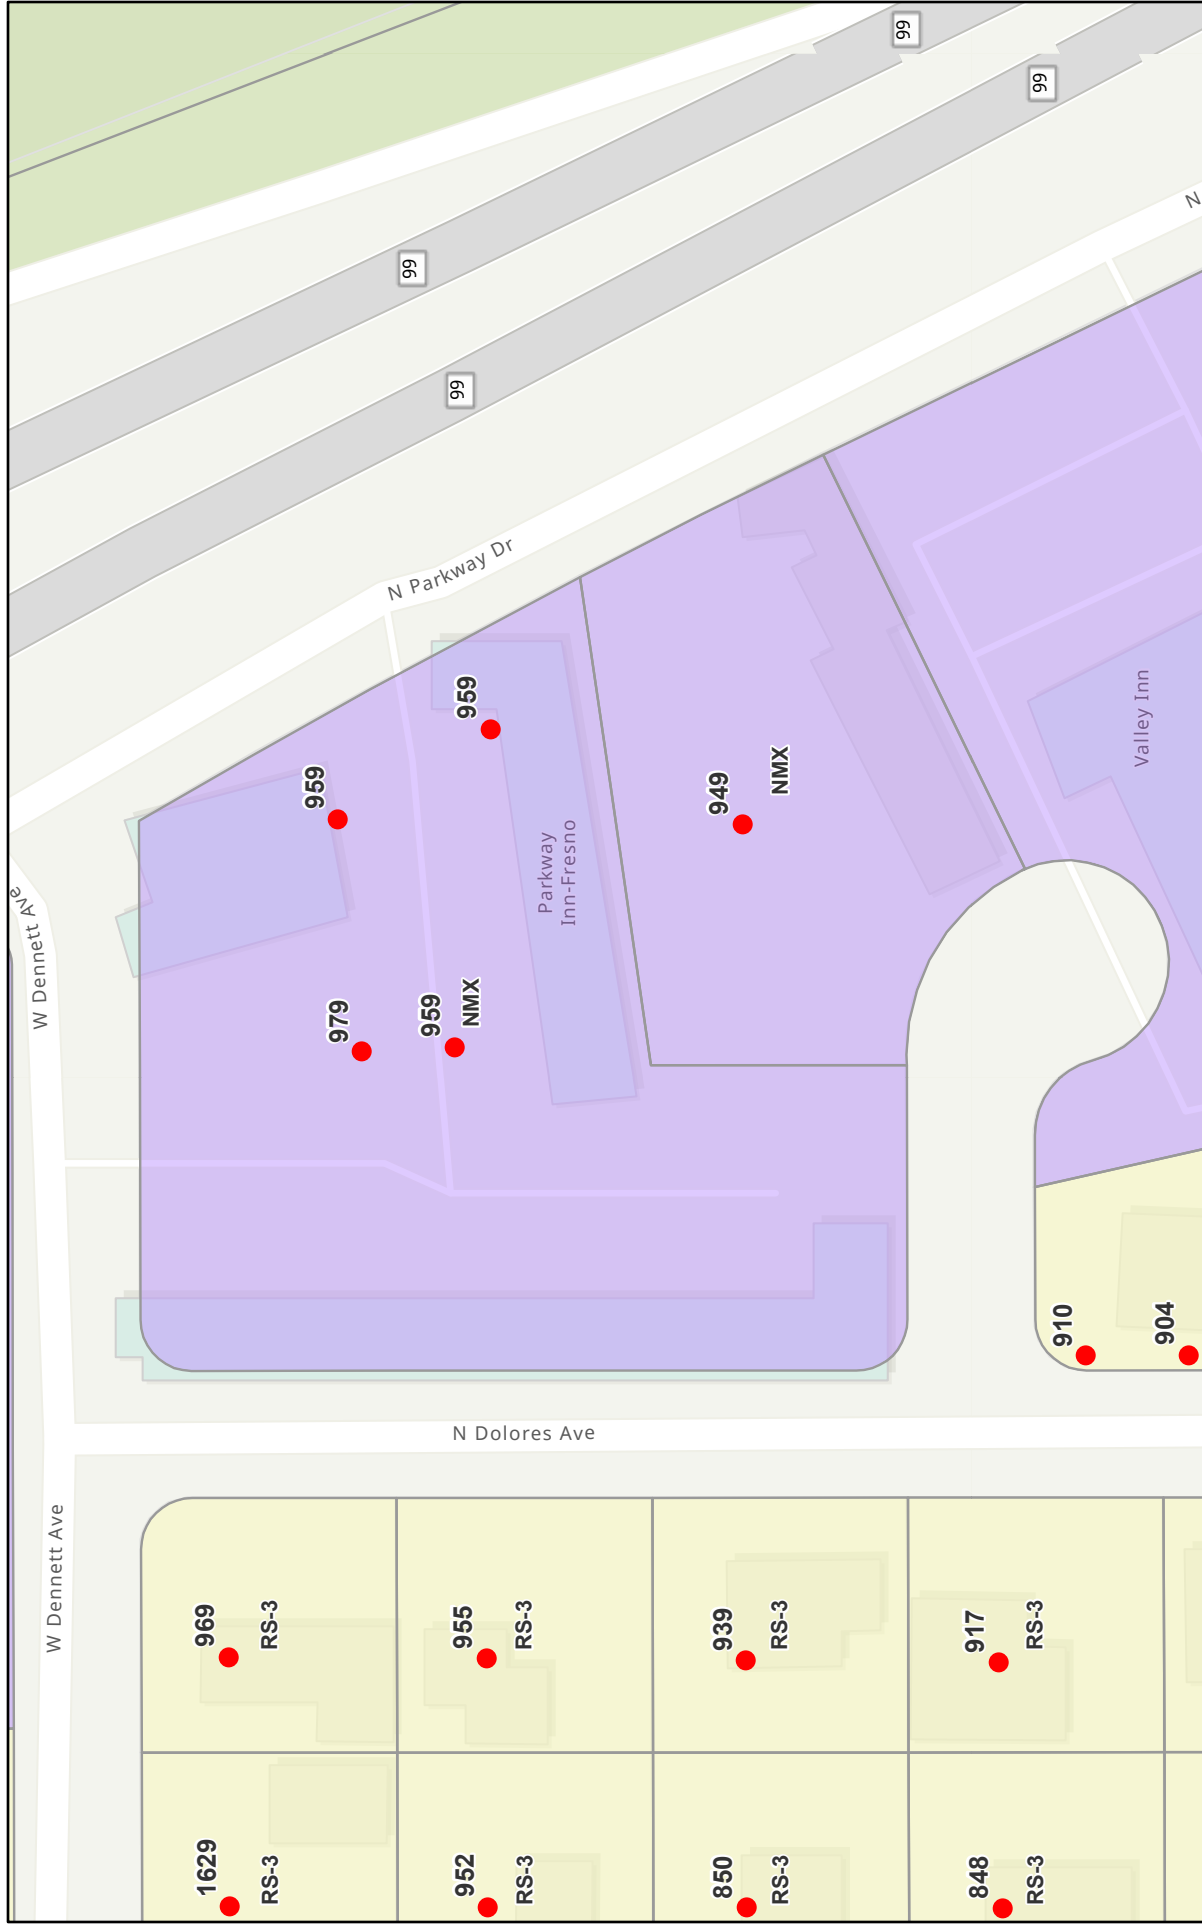 99
99
99
99
N
N Parkway Dr
959
959
Valley Inn
949
NMX
Parkway
Inn-Fresno
W Dennett Ave
979
959
NMX
910
904
N Dolores Ave
W Dennett Ave
969
RS-3
955
RS-3
939
RS-3
917
RS-3
1629
RS-3
952
RS-3
850
RS-3
848
RS-3